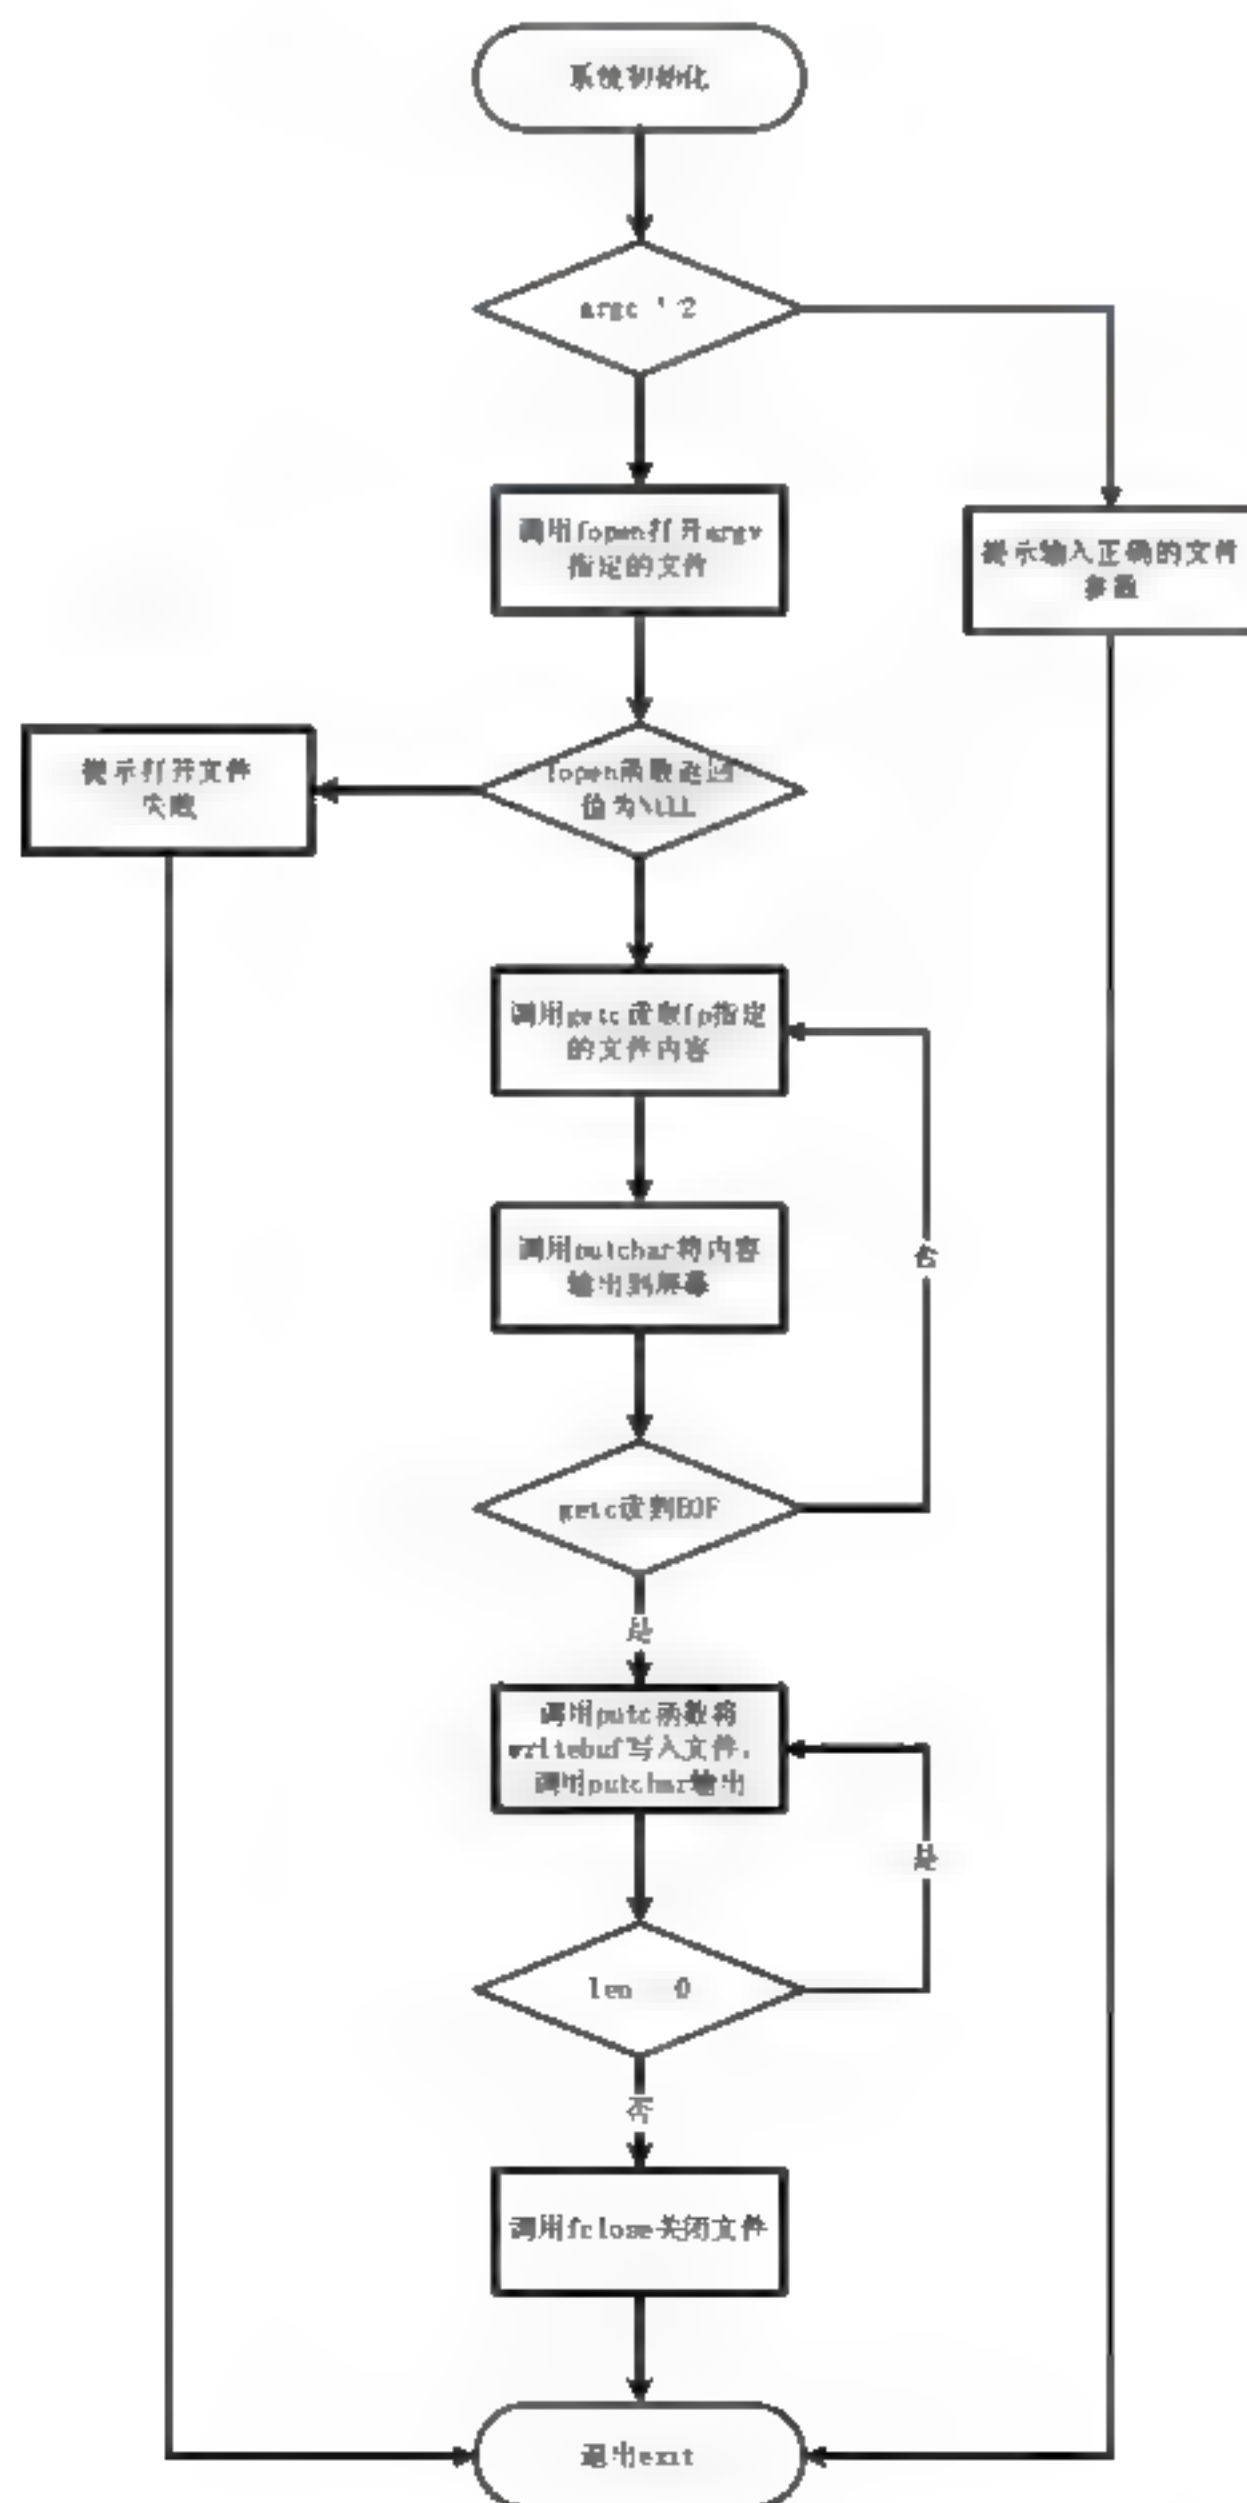 系统初始化
argc 2
调用fopen打开argv
指定的文件
提示输入正确的文件
参数
提示打开文件
失败
fopen函数返回
值为NULL
调用getc读取fp指定
的文件内容
调用putchar将内容
输出到屏幕
否
getc读到EOF
是
调用putc函数将
writebuf写入文件，
调用putchar输出
是
len 0
否
调用fclose关闭文件
退出exit